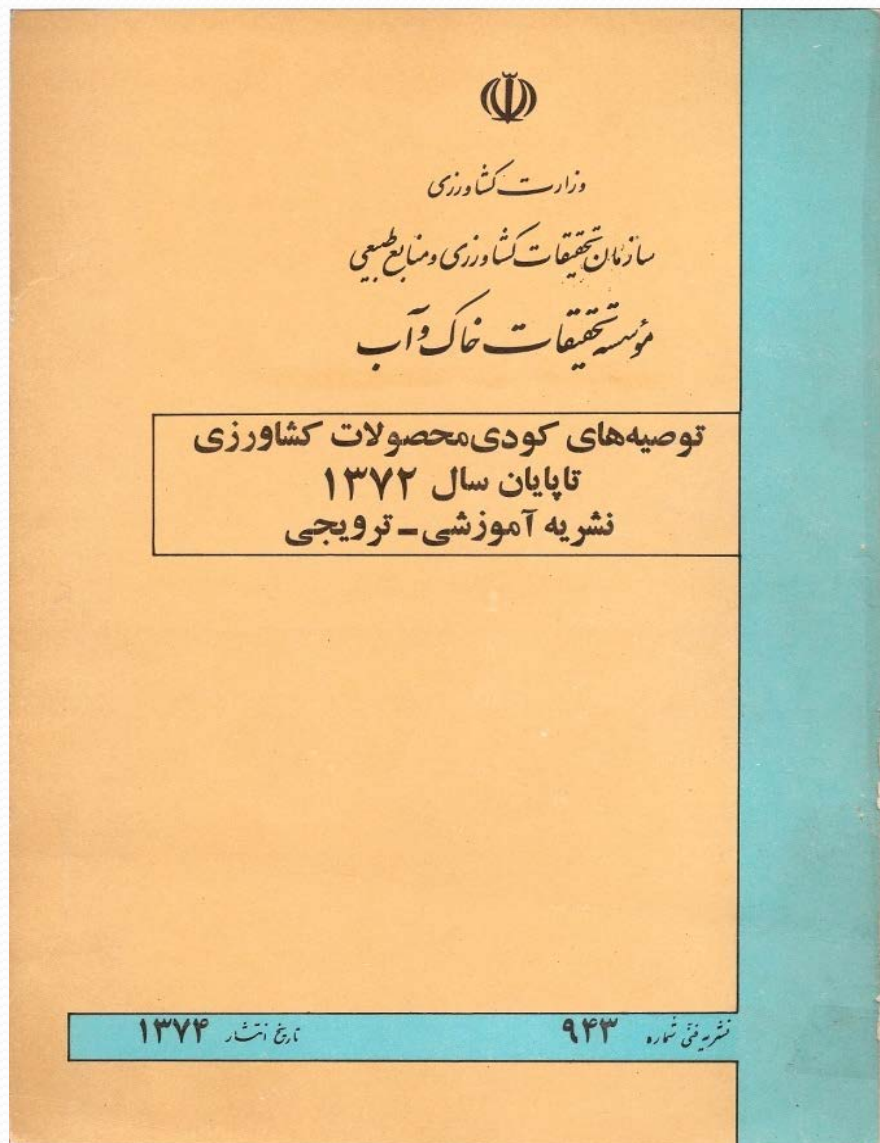 وزارت کشاورزی
سازمان تحقیقات کشاورزی و منابع طبیعی
مؤسسه تحقیقات خاک و آب
توصیه‌های کودی محصولات کشاورزی
تاپایان سال ۱۳۷۲
نشریه آموزشی ـ ترویجی
نشریه فنی شماره ۹۴۳ تاریخ انتشار ۱۳۷۴